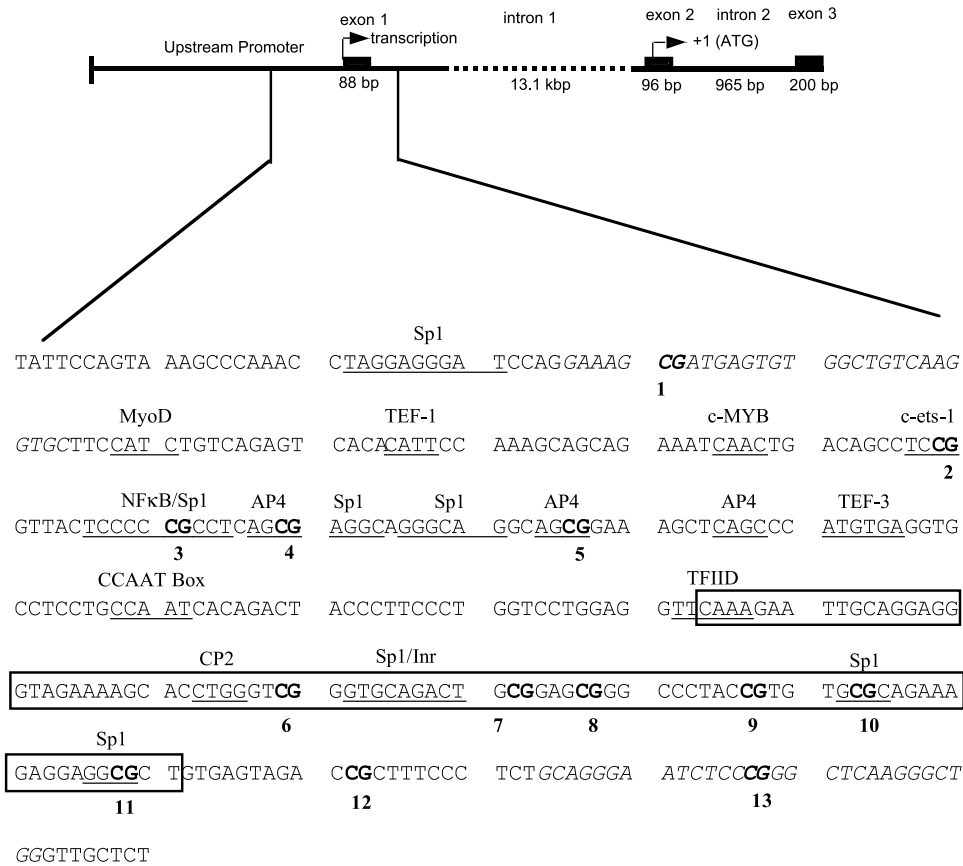 exon 1 intron 1 exon 2 intron 2 exon 3
Upstream Promoter transcription +1 (ATG)
88 bp 13.1 kbp 96 bp 965 bp 200 bp
Sp1
TATTCCAGTA AAGCCCAAAC CTAGGAGGGA TCCAGGAAAG CGATGAGTGT GGCTGTCAAG
1
MyoD TEF-1 c-MYB c-ets-1
GTGCTTCCAT CTGTCAGAGT CACACATTCC AAAGCAGCAG AAATCAACTG ACAGCCTCCG
2
NFκB/Sp1 AP4 Sp1 Sp1 AP4 AP4 TEF-3
GTTACTCCCC CGCCTCAGCG AGGCAGGGCA GGCAGCGGAA AGCTCAGCCC ATGTGAGGTG
3 4 5
CCAAT Box TFIID
CCTCCTGCCAA ATCACAGACT ACCCTTCCCT GGTCCTGGAG GTTCAAAGAA TTGCAGGAGG
CP2 Sp1/Inr Sp1
GTAGAAAAGC ACCTGGGTCG GGTGCAGACT GCGGAGCGGG CCCTACCGTG TGCGCAGAAA
6 7 8 9 10
Sp1
GAGGAGGCGC TGTGAGTAGA CCGCTTTCCC TCTGCAGGGA ATCTCCCGGG CTCAAGGGCT
11 12 13
GGGTTGCTCT